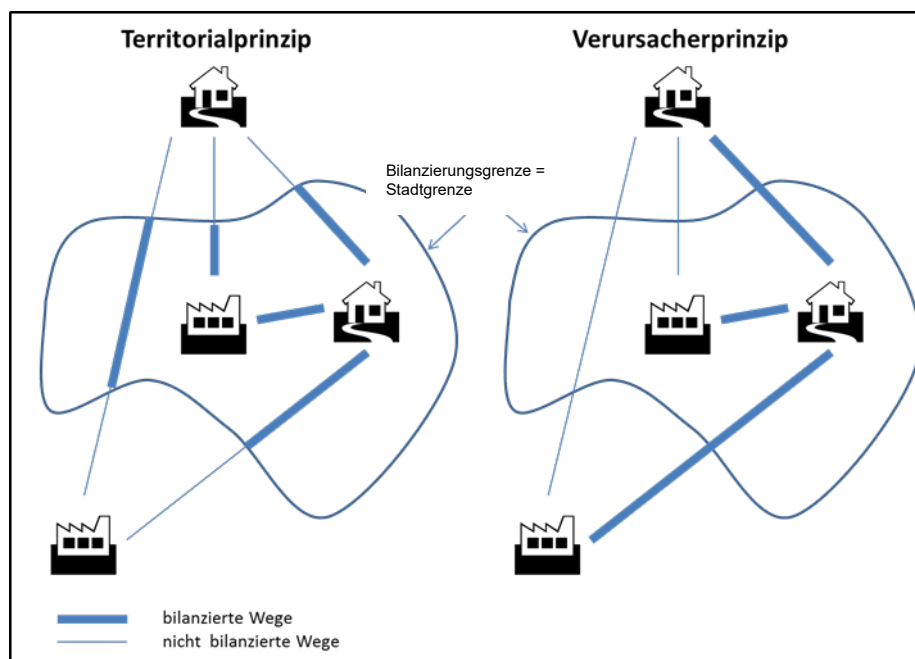 Territorialprinzip
Verursacherprinzip
Bilanzierungsgrenze =
Stadtgrenze
bilanzierte Wege
nicht bilanzierte Wege